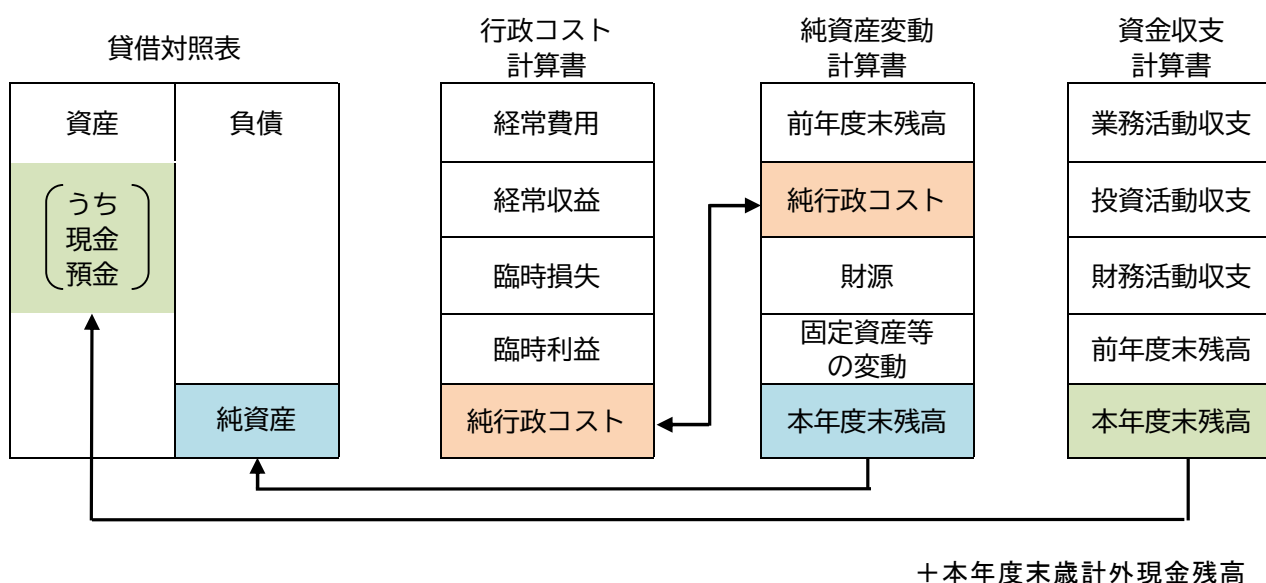 貸借対照表
資産
負債
うち
現金
預金
純資産
行政コスト
計算書
経常費用
経常収益
臨時損失
臨時利益
純行政コスト
純資産変動
計算書
前年度末残高
純行政コスト
財源
固定資産等
の変動
本年度末残高
資金収支
計算書
業務活動収支
投資活動収支
財務活動収支
前年度末残高
本年度末残高
＋本年度末歳計外現金残高